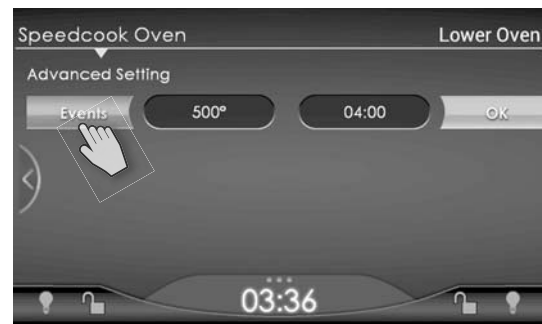 Speedcook Oven Lower Oven
Advanced Setting
Events 500° 04:00 OK
03:36